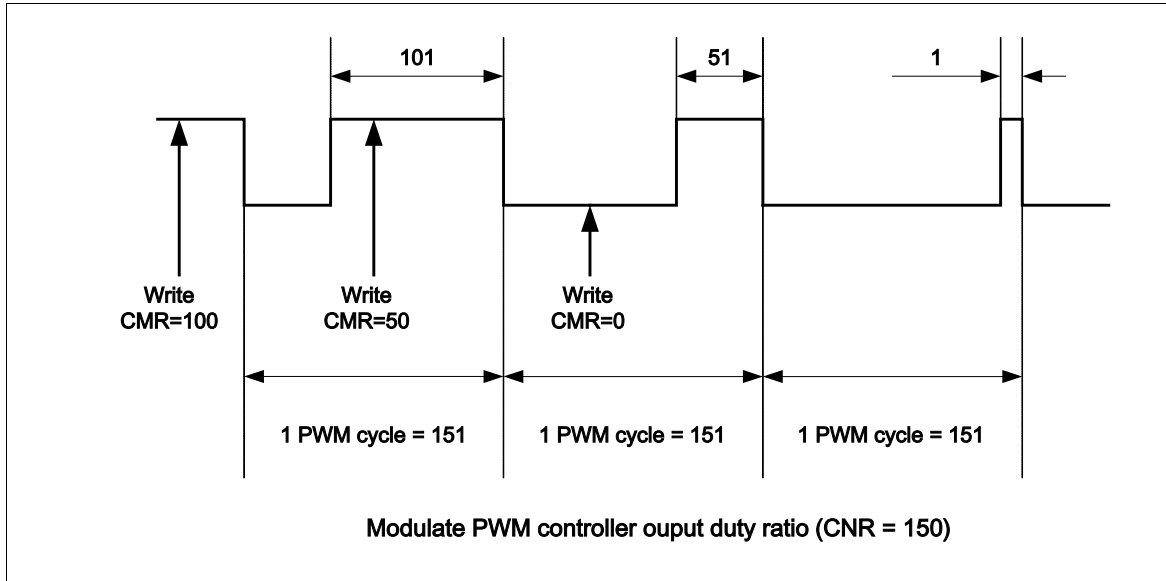 101
51
1
Write
CMR=100
Write
CMR=50
Write
CMR=0
1 PWM cycle = 151
1 PWM cycle = 151
1 PWM cycle = 151
Modulate PWM controller ouput duty ratio (CNR = 150)